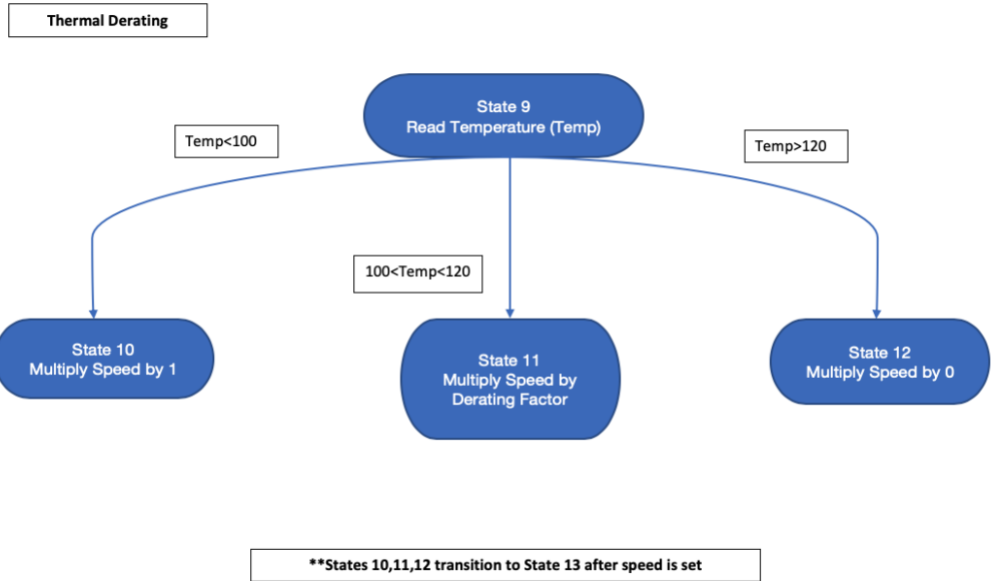 Thermal Derating
State 9
Read Temperature (Temp)
Temp<100
Temp>120
100<Temp<120
State 10
Multiply Speed by 1
State 11
Multiply Speed by
Derating Factor
State 12
Multiply Speed by 0
**States 10,11,12 transition to State 13 after speed is set